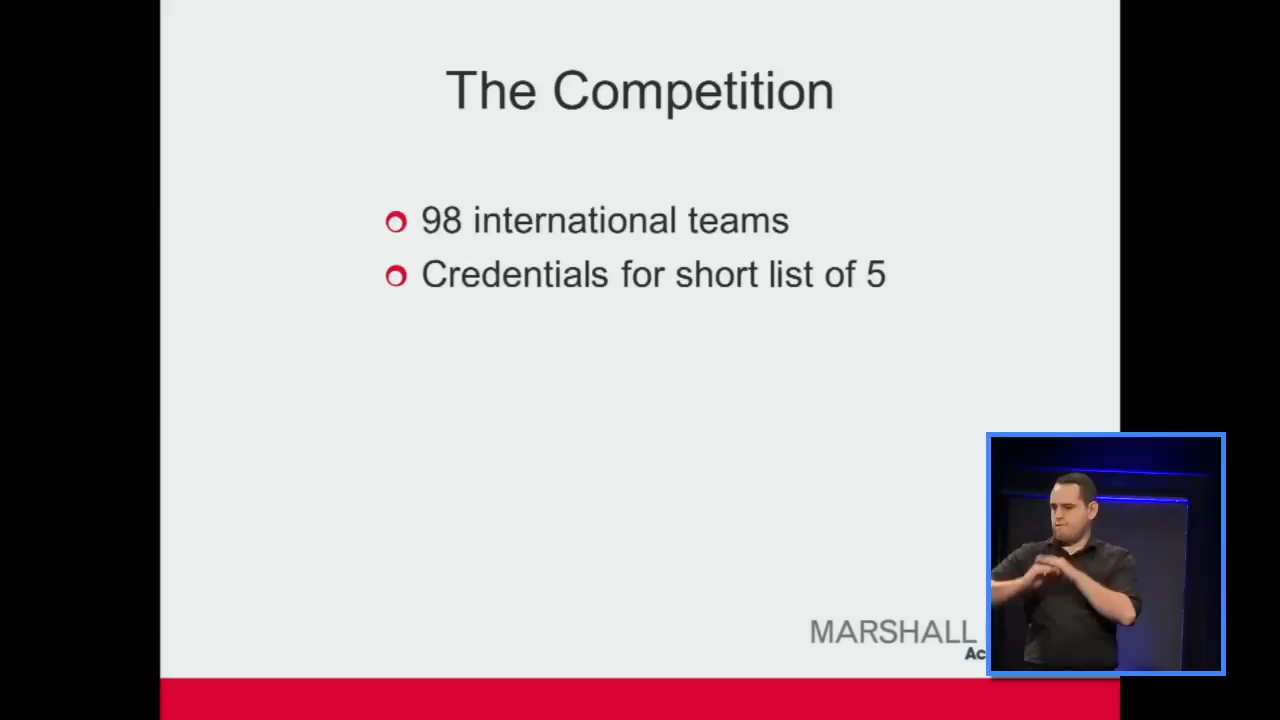 The Competition
98 international teams
Credentials for short list of 5
MARSHALL